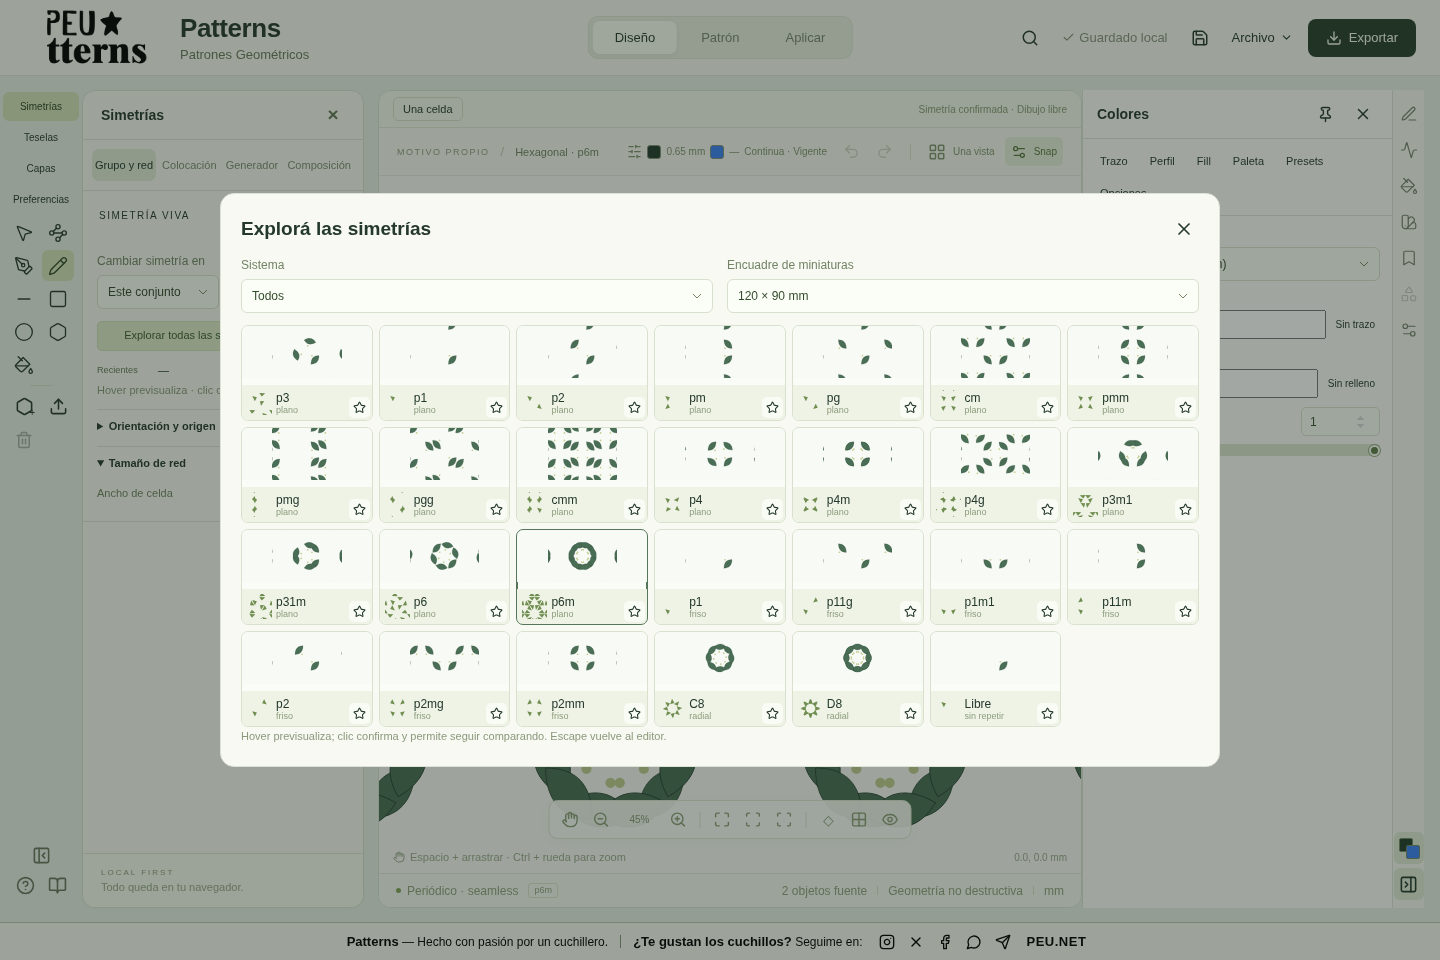 PEU
tterns
Patterns
Patrones Geométricos
Diseño
Patrón
Aplicar
Guardado local
Archivo
Exportar
Simetrías
Teselas
Capas
Preferencias
Simetrías
Grupo y red
Colocación
Generador
Composición
SIMETRÍA VIVA
Cambiar simetría en
Este conjunto
Explorar todas las s
Recientes —
Hover previsualiza · clic c
Orientación y origen
Tamaño de red
Ancho de celda
LOCAL FIRST
Todo queda en tu navegador.
Una celda
Simetría confirmada · Dibujo libre
MOTIVO PROPIO / Hexagonal · p6m
0.65 mm — Continua · Vigente
Una vista
Snap
Colores
Trazo
Perfil
Fill
Paleta
Presets
Sin trazo
Sin relleno
1
Explorá las simetrías
Sistema
Todos
Encuadre de miniaturas
120 × 90 mm
p3
plano
p1
plano
p2
plano
pm
plano
pg
plano
cm
plano
pmm
plano
pmg
plano
pgg
plano
cmm
plano
p4
plano
p4m
plano
p4g
plano
p3m1
plano
p31m
plano
p6
plano
p6m
plano
p1
friso
p11g
friso
p1m1
friso
p11m
friso
p2
friso
p2mg
friso
p2mm
friso
C8
radial
D8
radial
Libre
sin repetir
Hover previsualiza; clic confirma y permite seguir comparando. Escape vuelve al editor.
45%
Espacio + arrastrar · Ctrl + rueda para zoom
0.0, 0.0 mm
Periódico · seamless p6m
2 objetos fuente
Geometría no destructiva
mm
Patterns — Hecho con pasión por un cuchillero.
¿Te gustan los cuchillos? Seguime en:
PEU.NET